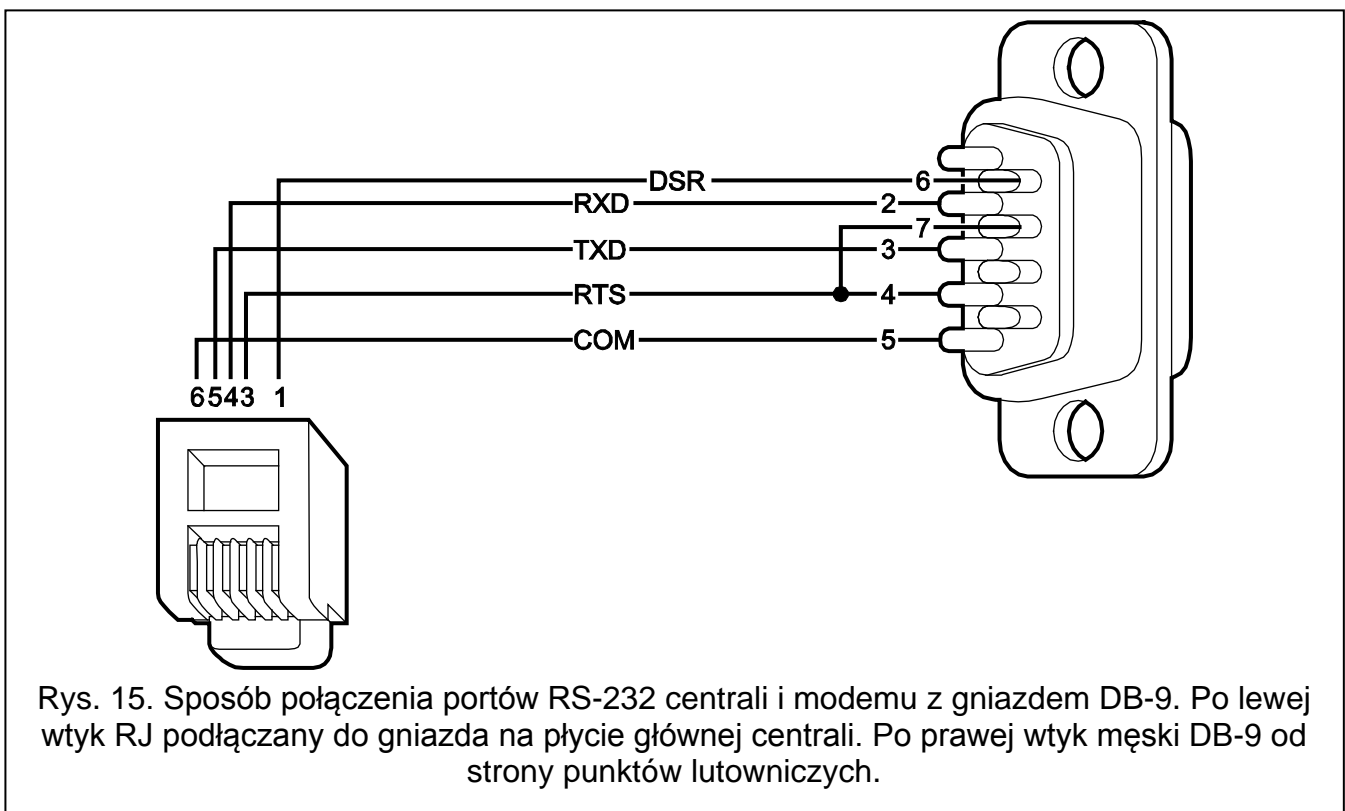 DSR 6
RXD 2
7
TXD 3
RTS 4
COM 5
6543 1
Rys. 15. Sposób połączenia portów RS-232 centrali i modemu z gniazdem DB-9. Po lewej
wtyk RJ podłączany do gniazda na płycie głównej centrali. Po prawej wtyk męski DB-9 od
strony punktów lutowniczych.